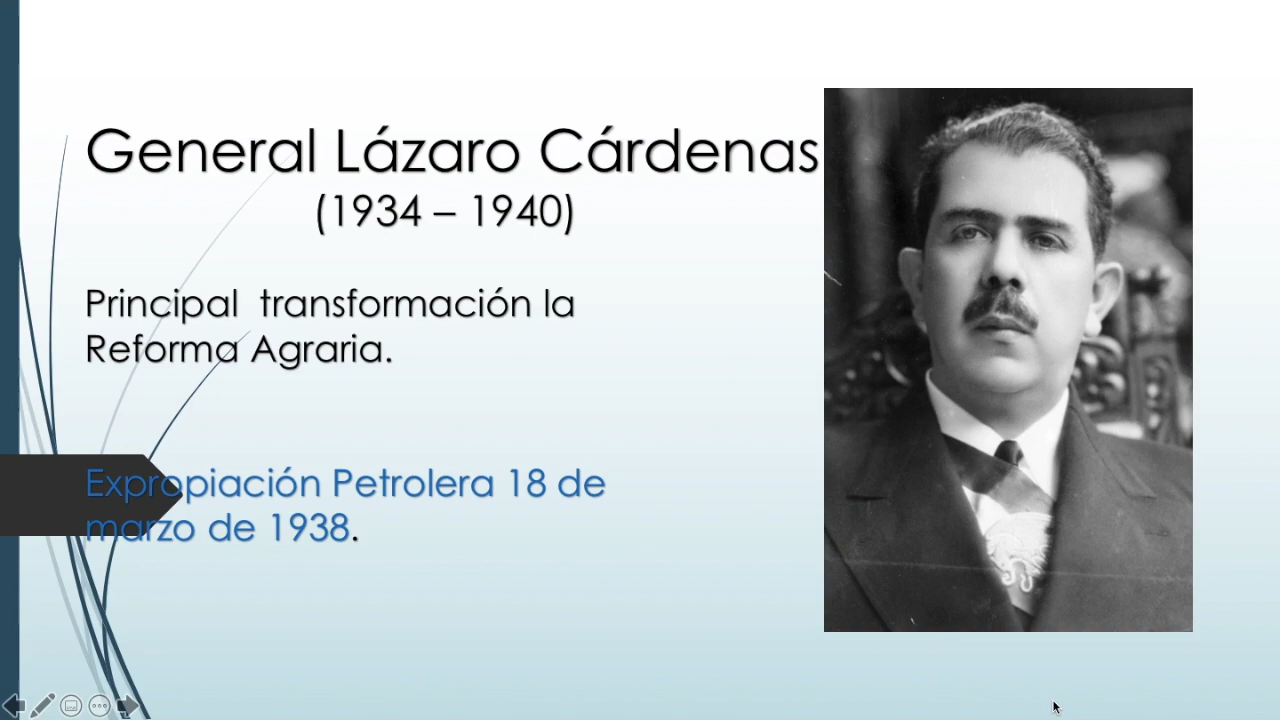 General Lázaro Cárdenas
(1934 – 1940)
Principal transformación la
Reforma Agraria.
Expropiación Petrolera 18 de
marzo de 1938.